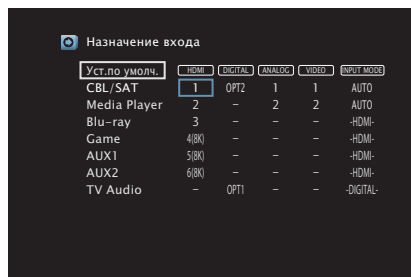 Назначение входа
Уст.по умолч. HDMI DIGITAL ANALOG VIDEO INPUT MODE
CBL/SAT 1 OPT2 1 1 AUTO
Media Player 2 – 2 2 AUTO
Blu-ray 3 – – – -HDMI-
Game 4(8K) – – – -HDMI-
AUX1 5(8K) – – – -HDMI-
AUX2 6(8K) – – – -HDMI-
TV Audio – OPT1 – – -DIGITAL-